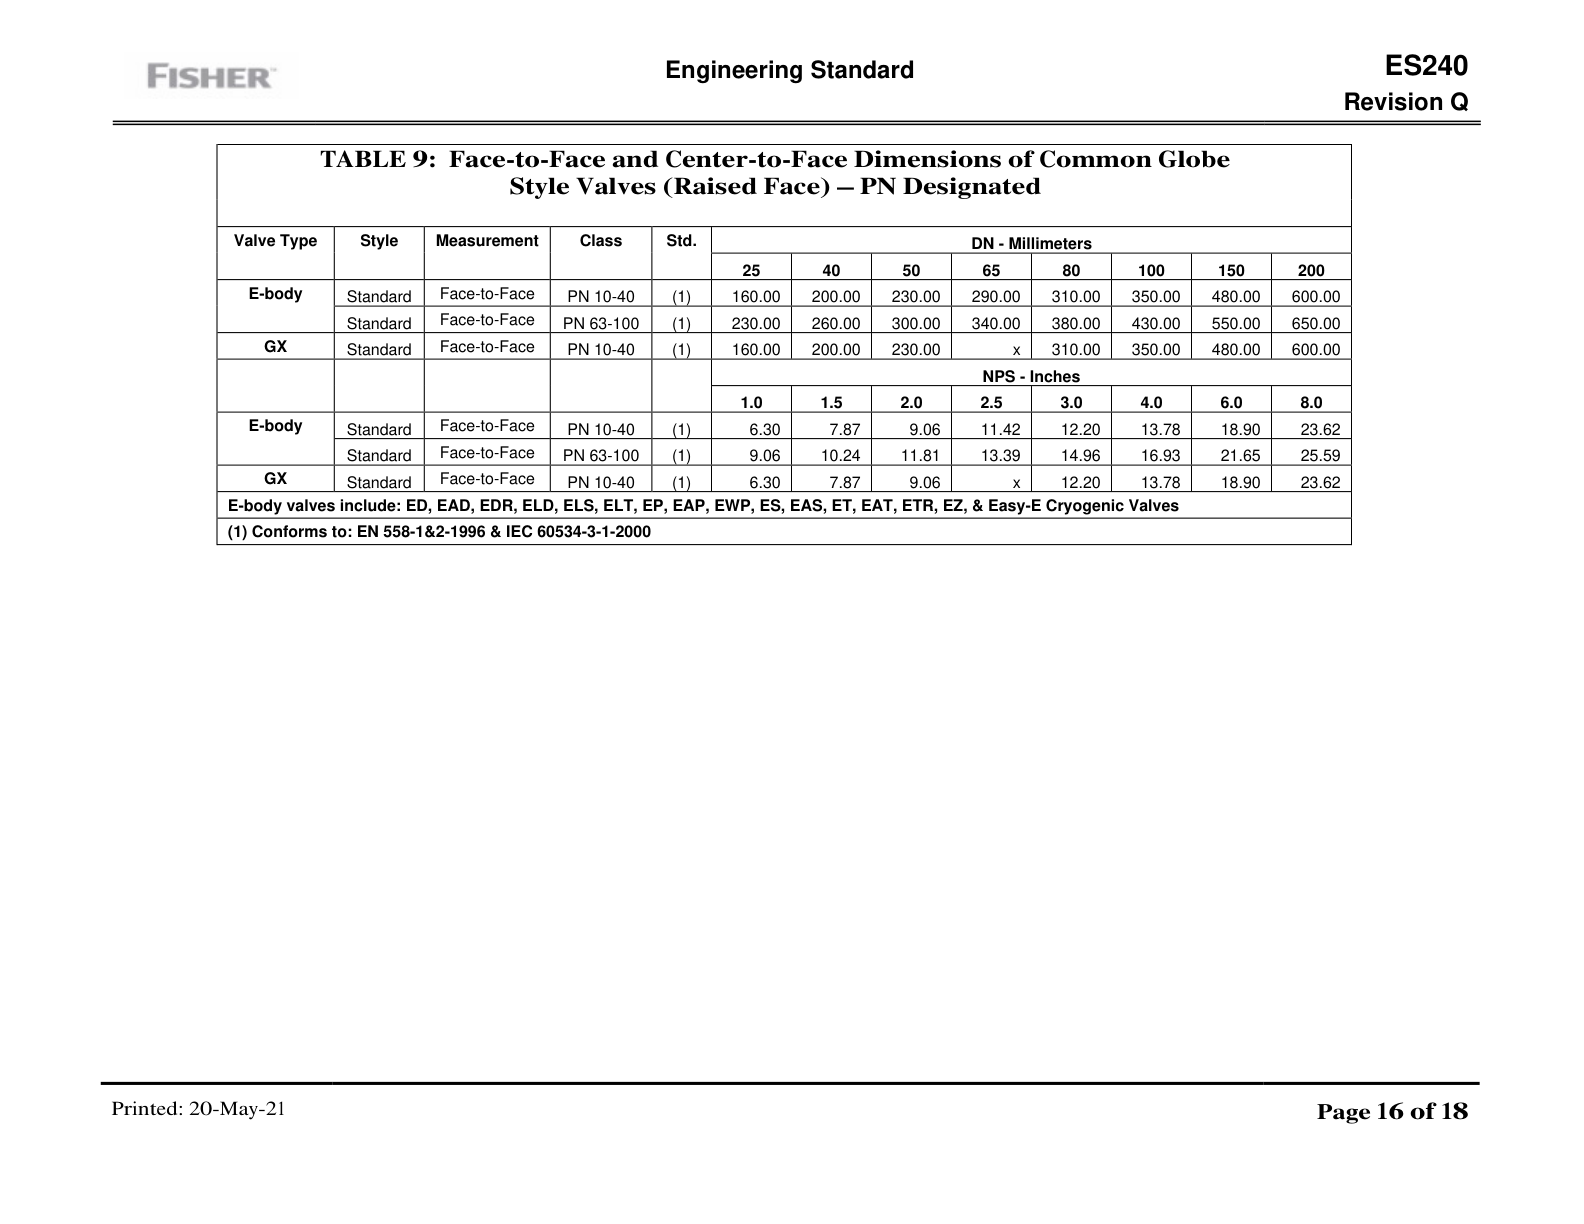 FISHER™
Engineering Standard
ES240
Revision Q
TABLE 9: Face-to-Face and Center-to-Face Dimensions of Common Globe
Style Valves (Raised Face) – PN Designated
Valve Type Style Measurement Class Std. DN - Millimeters
25 40 50 65 80 100 150 200
E-body Standard Face-to-Face PN 10-40 (1) 160.00 200.00 230.00 290.00 310.00 350.00 480.00 600.00
Standard Face-to-Face PN 63-100 (1) 230.00 260.00 300.00 340.00 380.00 430.00 550.00 650.00
GX Standard Face-to-Face PN 10-40 (1) 160.00 200.00 230.00 x 310.00 350.00 480.00 600.00
NPS - Inches
1.0 1.5 2.0 2.5 3.0 4.0 6.0 8.0
E-body Standard Face-to-Face PN 10-40 (1) 6.30 7.87 9.06 11.42 12.20 13.78 18.90 23.62
Standard Face-to-Face PN 63-100 (1) 9.06 10.24 11.81 13.39 14.96 16.93 21.65 25.59
GX Standard Face-to-Face PN 10-40 (1) 6.30 7.87 9.06 x 12.20 13.78 18.90 23.62
E-body valves include: ED, EAD, EDR, ELD, ELS, ELT, EP, EAP, EWP, ES, EAS, ET, EAT, ETR, EZ, & Easy-E Cryogenic Valves
(1) Conforms to: EN 558-1&2-1996 & IEC 60534-3-1-2000
Printed: 20-May-21
Page 16 of 18